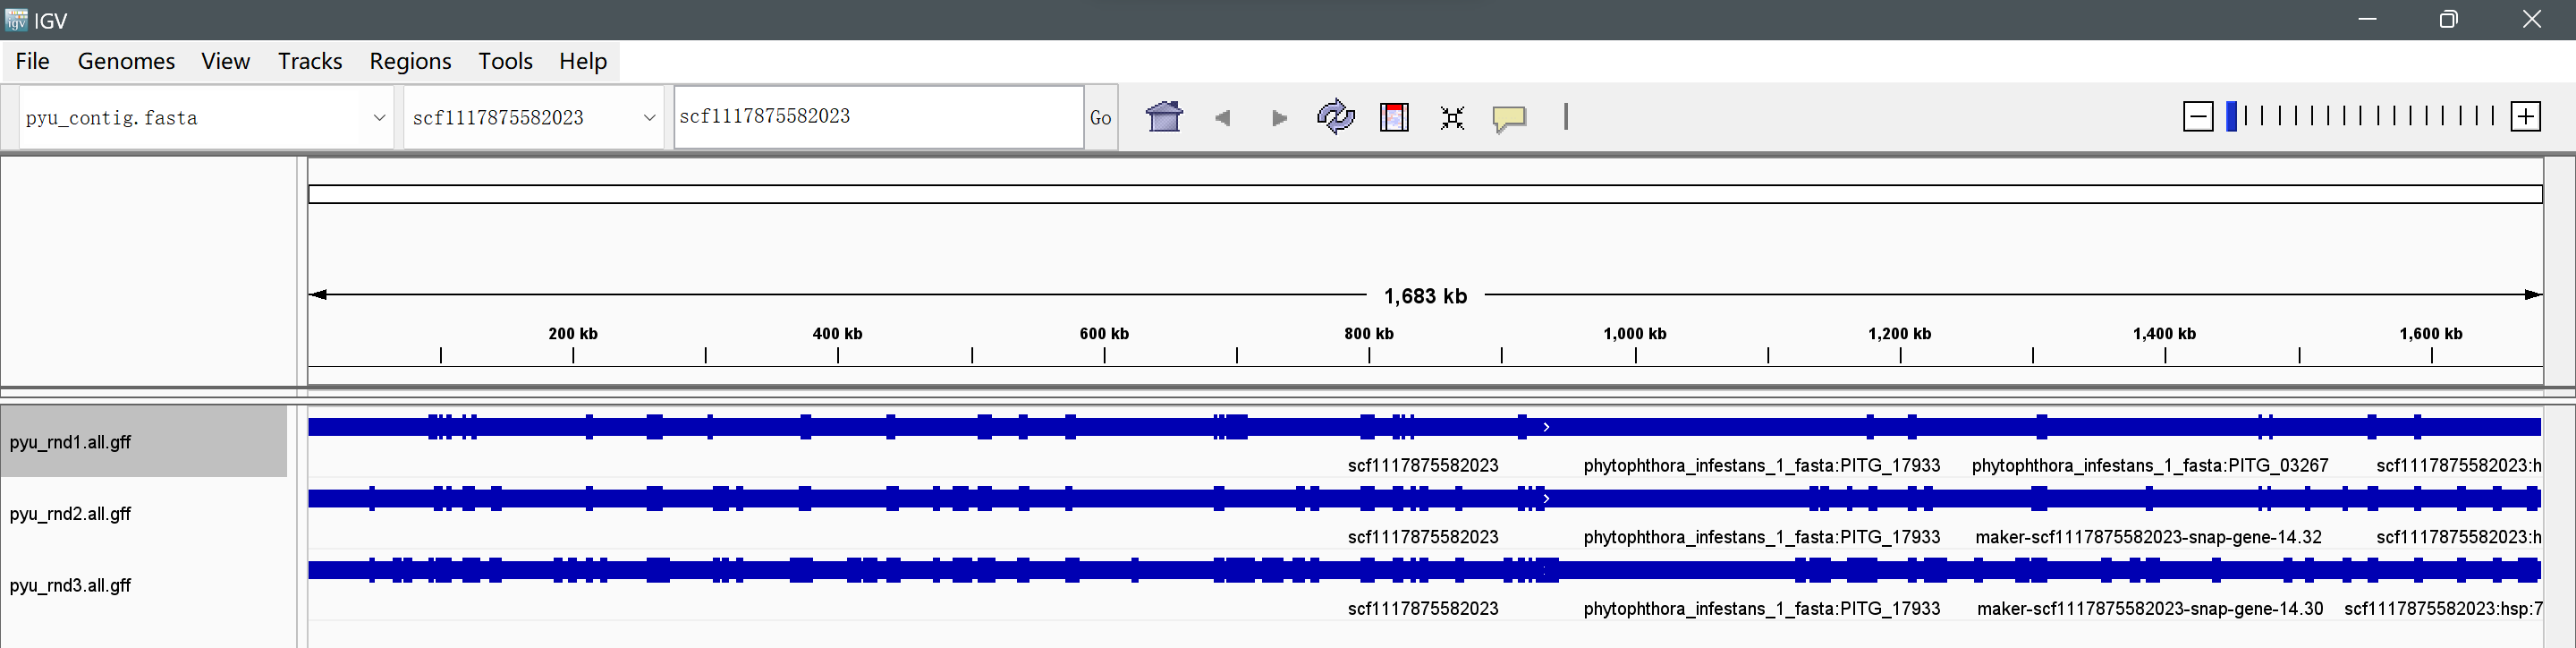 IGV
File Genomes View Tracks Regions Tools Help
pyu_contig.fasta scf1117875582023 scf1117875582023 Go
1,683 kb
200 kb 400 kb 600 kb 800 kb 1,000 kb 1,200 kb 1,400 kb 1,600 kb
pyu_rnd1.all.gff
scf1117875582023 phytophthora_infestans_1_fasta:PITG_17933 phytophthora_infestans_1_fasta:PITG_03267 scf1117875582023:h
pyu_rnd2.all.gff
scf1117875582023 phytophthora_infestans_1_fasta:PITG_17933 maker-scf1117875582023-snap-gene-14.32 scf1117875582023:h
pyu_rnd3.all.gff
scf1117875582023 phytophthora_infestans_1_fasta:PITG_17933 maker-scf1117875582023-snap-gene-14.30 scf1117875582023:hsp:7